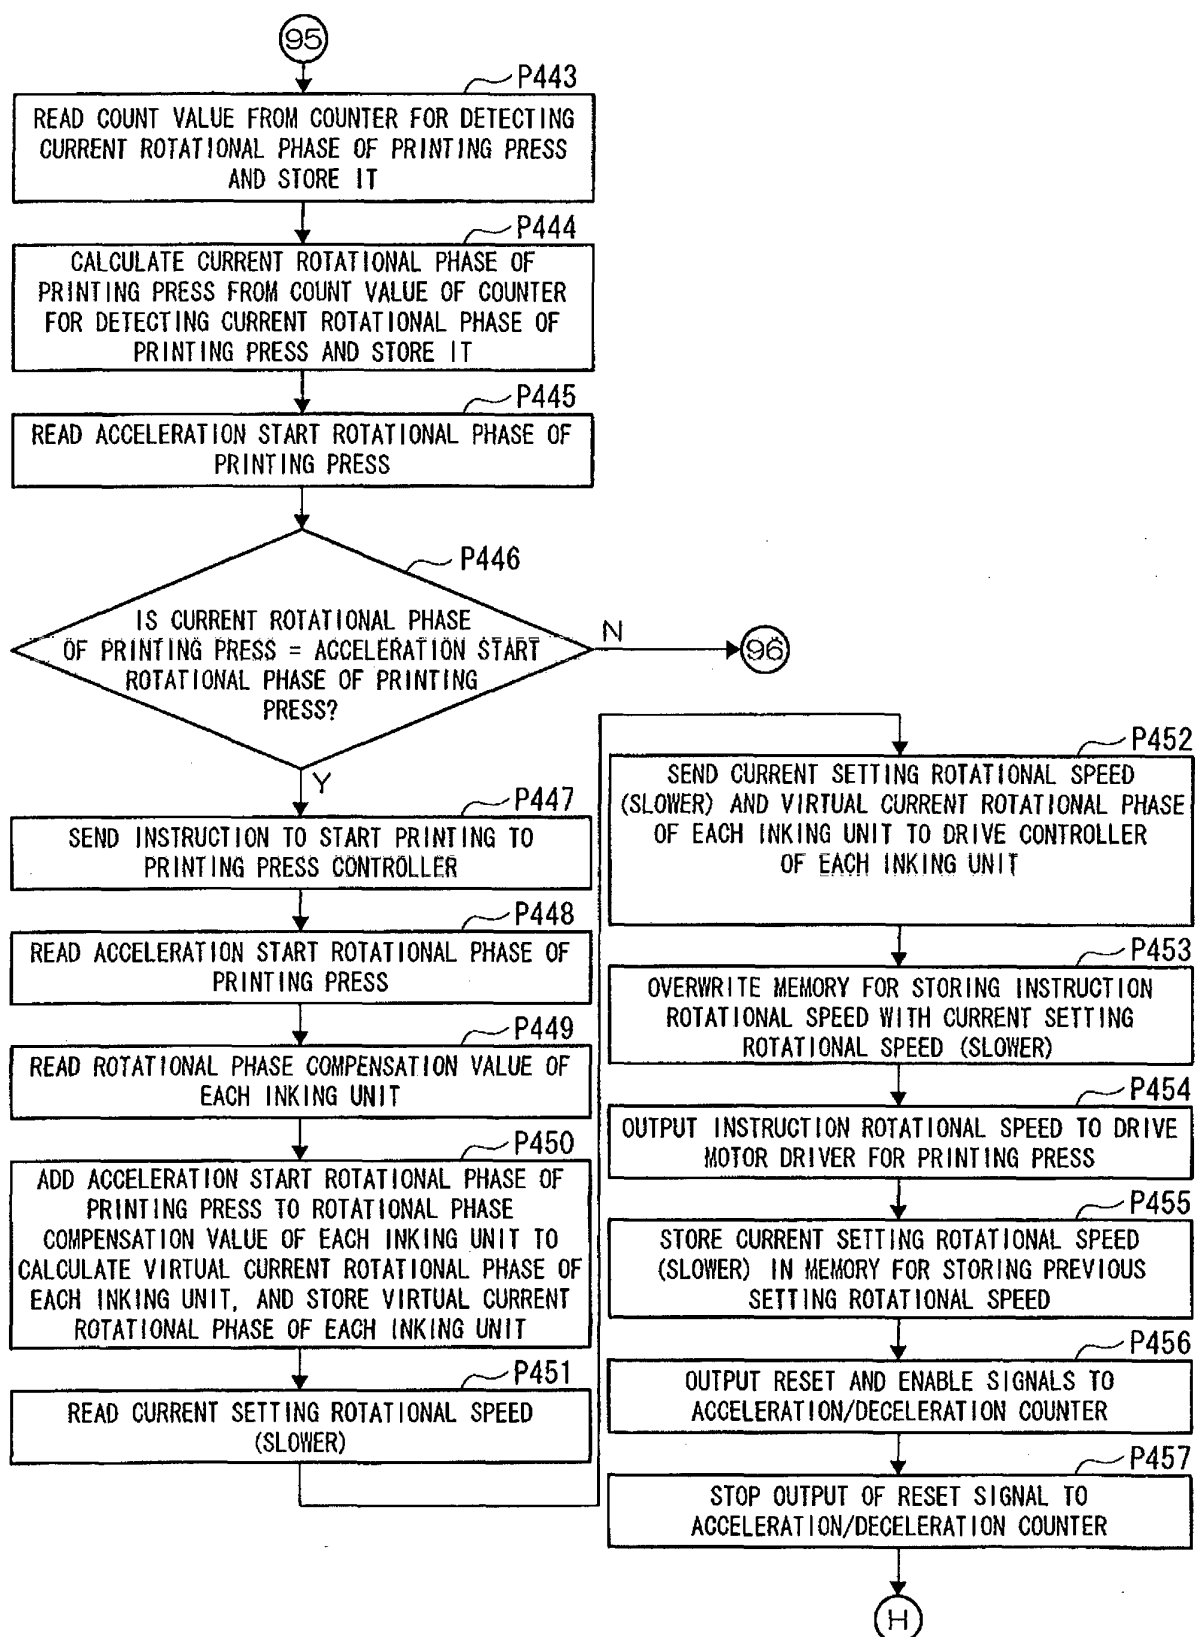 95
P443
READ COUNT VALUE FROM COUNTER FOR DETECTING
CURRENT ROTATIONAL PHASE OF PRINTING PRESS
AND STORE IT
P444
CALCULATE CURRENT ROTATIONAL PHASE OF
PRINTING PRESS FROM COUNT VALUE OF COUNTER
FOR DETECTING CURRENT ROTATIONAL PHASE OF
PRINTING PRESS AND STORE IT
P445
READ ACCELERATION START ROTATIONAL PHASE OF
PRINTING PRESS
P446
IS CURRENT ROTATIONAL PHASE
OF PRINTING PRESS = ACCELERATION START
ROTATIONAL PHASE OF PRINTING
PRESS?
N
96
Y
P447
SEND INSTRUCTION TO START PRINTING TO
PRINTING PRESS CONTROLLER
P448
READ ACCELERATION START ROTATIONAL PHASE OF
PRINTING PRESS
P449
READ ROTATIONAL PHASE COMPENSATION VALUE OF
EACH INKING UNIT
P450
ADD ACCELERATION START ROTATIONAL PHASE OF
PRINTING PRESS TO ROTATIONAL PHASE
COMPENSATION VALUE OF EACH INKING UNIT TO
CALCULATE VIRTUAL CURRENT ROTATIONAL PHASE OF
EACH INKING UNIT, AND STORE VIRTUAL CURRENT
ROTATIONAL PHASE OF EACH INKING UNIT
P451
READ CURRENT SETTING ROTATIONAL SPEED
(SLOWER)
P452
SEND CURRENT SETTING ROTATIONAL SPEED
(SLOWER) AND VIRTUAL CURRENT ROTATIONAL PHASE
OF EACH INKING UNIT TO DRIVE CONTROLLER
OF EACH INKING UNIT
P453
OVERWRITE MEMORY FOR STORING INSTRUCTION
ROTATIONAL SPEED WITH CURRENT SETTING
ROTATIONAL SPEED (SLOWER)
P454
OUTPUT INSTRUCTION ROTATIONAL SPEED TO DRIVE
MOTOR DRIVER FOR PRINTING PRESS
P455
STORE CURRENT SETTING ROTATIONAL SPEED
(SLOWER) IN MEMORY FOR STORING PREVIOUS
SETTING ROTATIONAL SPEED
P456
OUTPUT RESET AND ENABLE SIGNALS TO
ACCELERATION/DECELERATION COUNTER
P457
STOP OUTPUT OF RESET SIGNAL TO
ACCELERATION/DECELERATION COUNTER
H